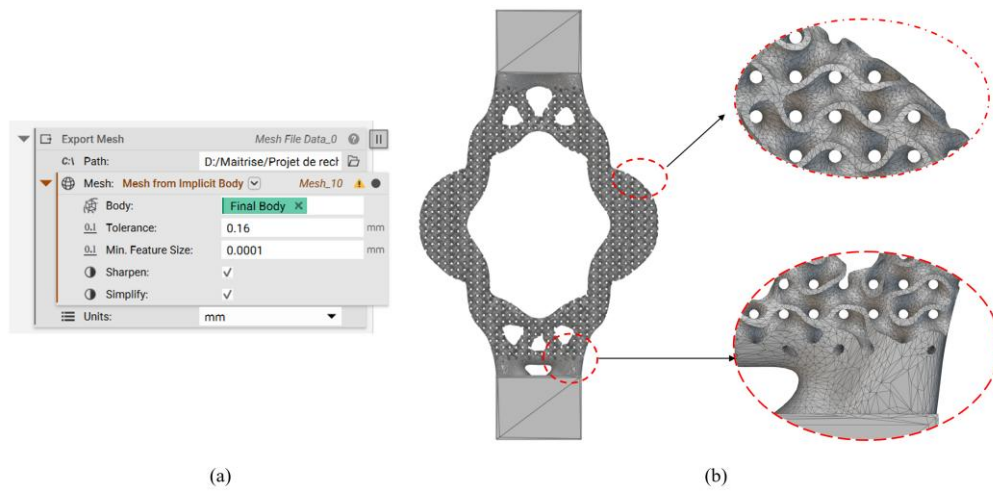 Export Mesh Mesh File Data_0
C:\ Path: D:/Maitrise/Projet de rech
Mesh: Mesh from Implicit Body Mesh_10
Body: Final Body ×
0.1 Tolerance: 0.16 mm
0.1 Min. Feature Size: 0.0001 mm
Sharpen:
Simplify:
Units: mm
(a) (b)